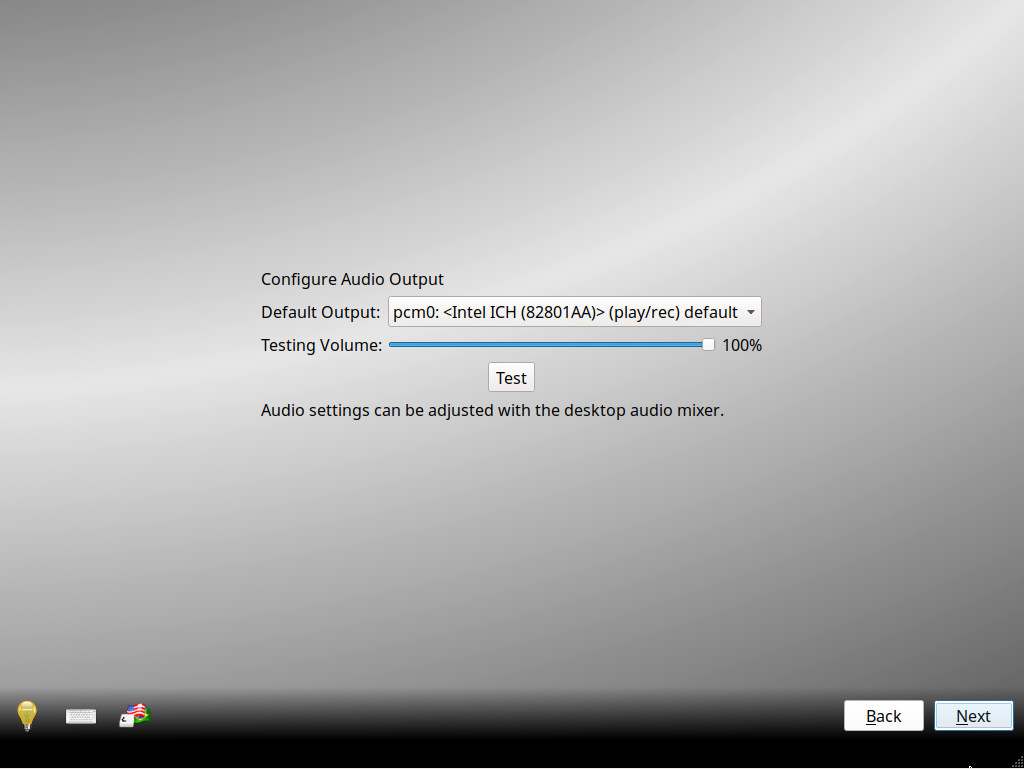 Configure Audio Output
Default Output: pcm0: <Intel ICH (82801AA)> (play/rec) default
Testing Volume: 100%
Test
Audio settings can be adjusted with the desktop audio mixer.
Back Next